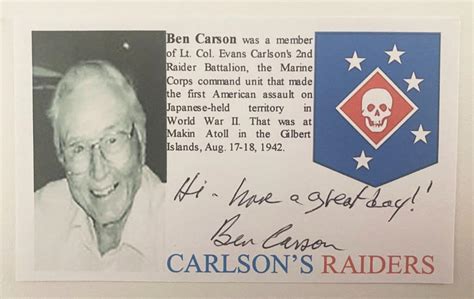 Ben Carson was a member
of Lt. Col. Evans Carlson's 2nd
Raider Battalion, the Marine
Corps command unit that made
the first American assault on
Japanese-held territory in
World War II. That was at
Makin Atoll in the Gilbert
Islands, Aug. 17-18, 1942.
Hi - have a great day!
Ben Carson
CARLSON'S RAIDERS